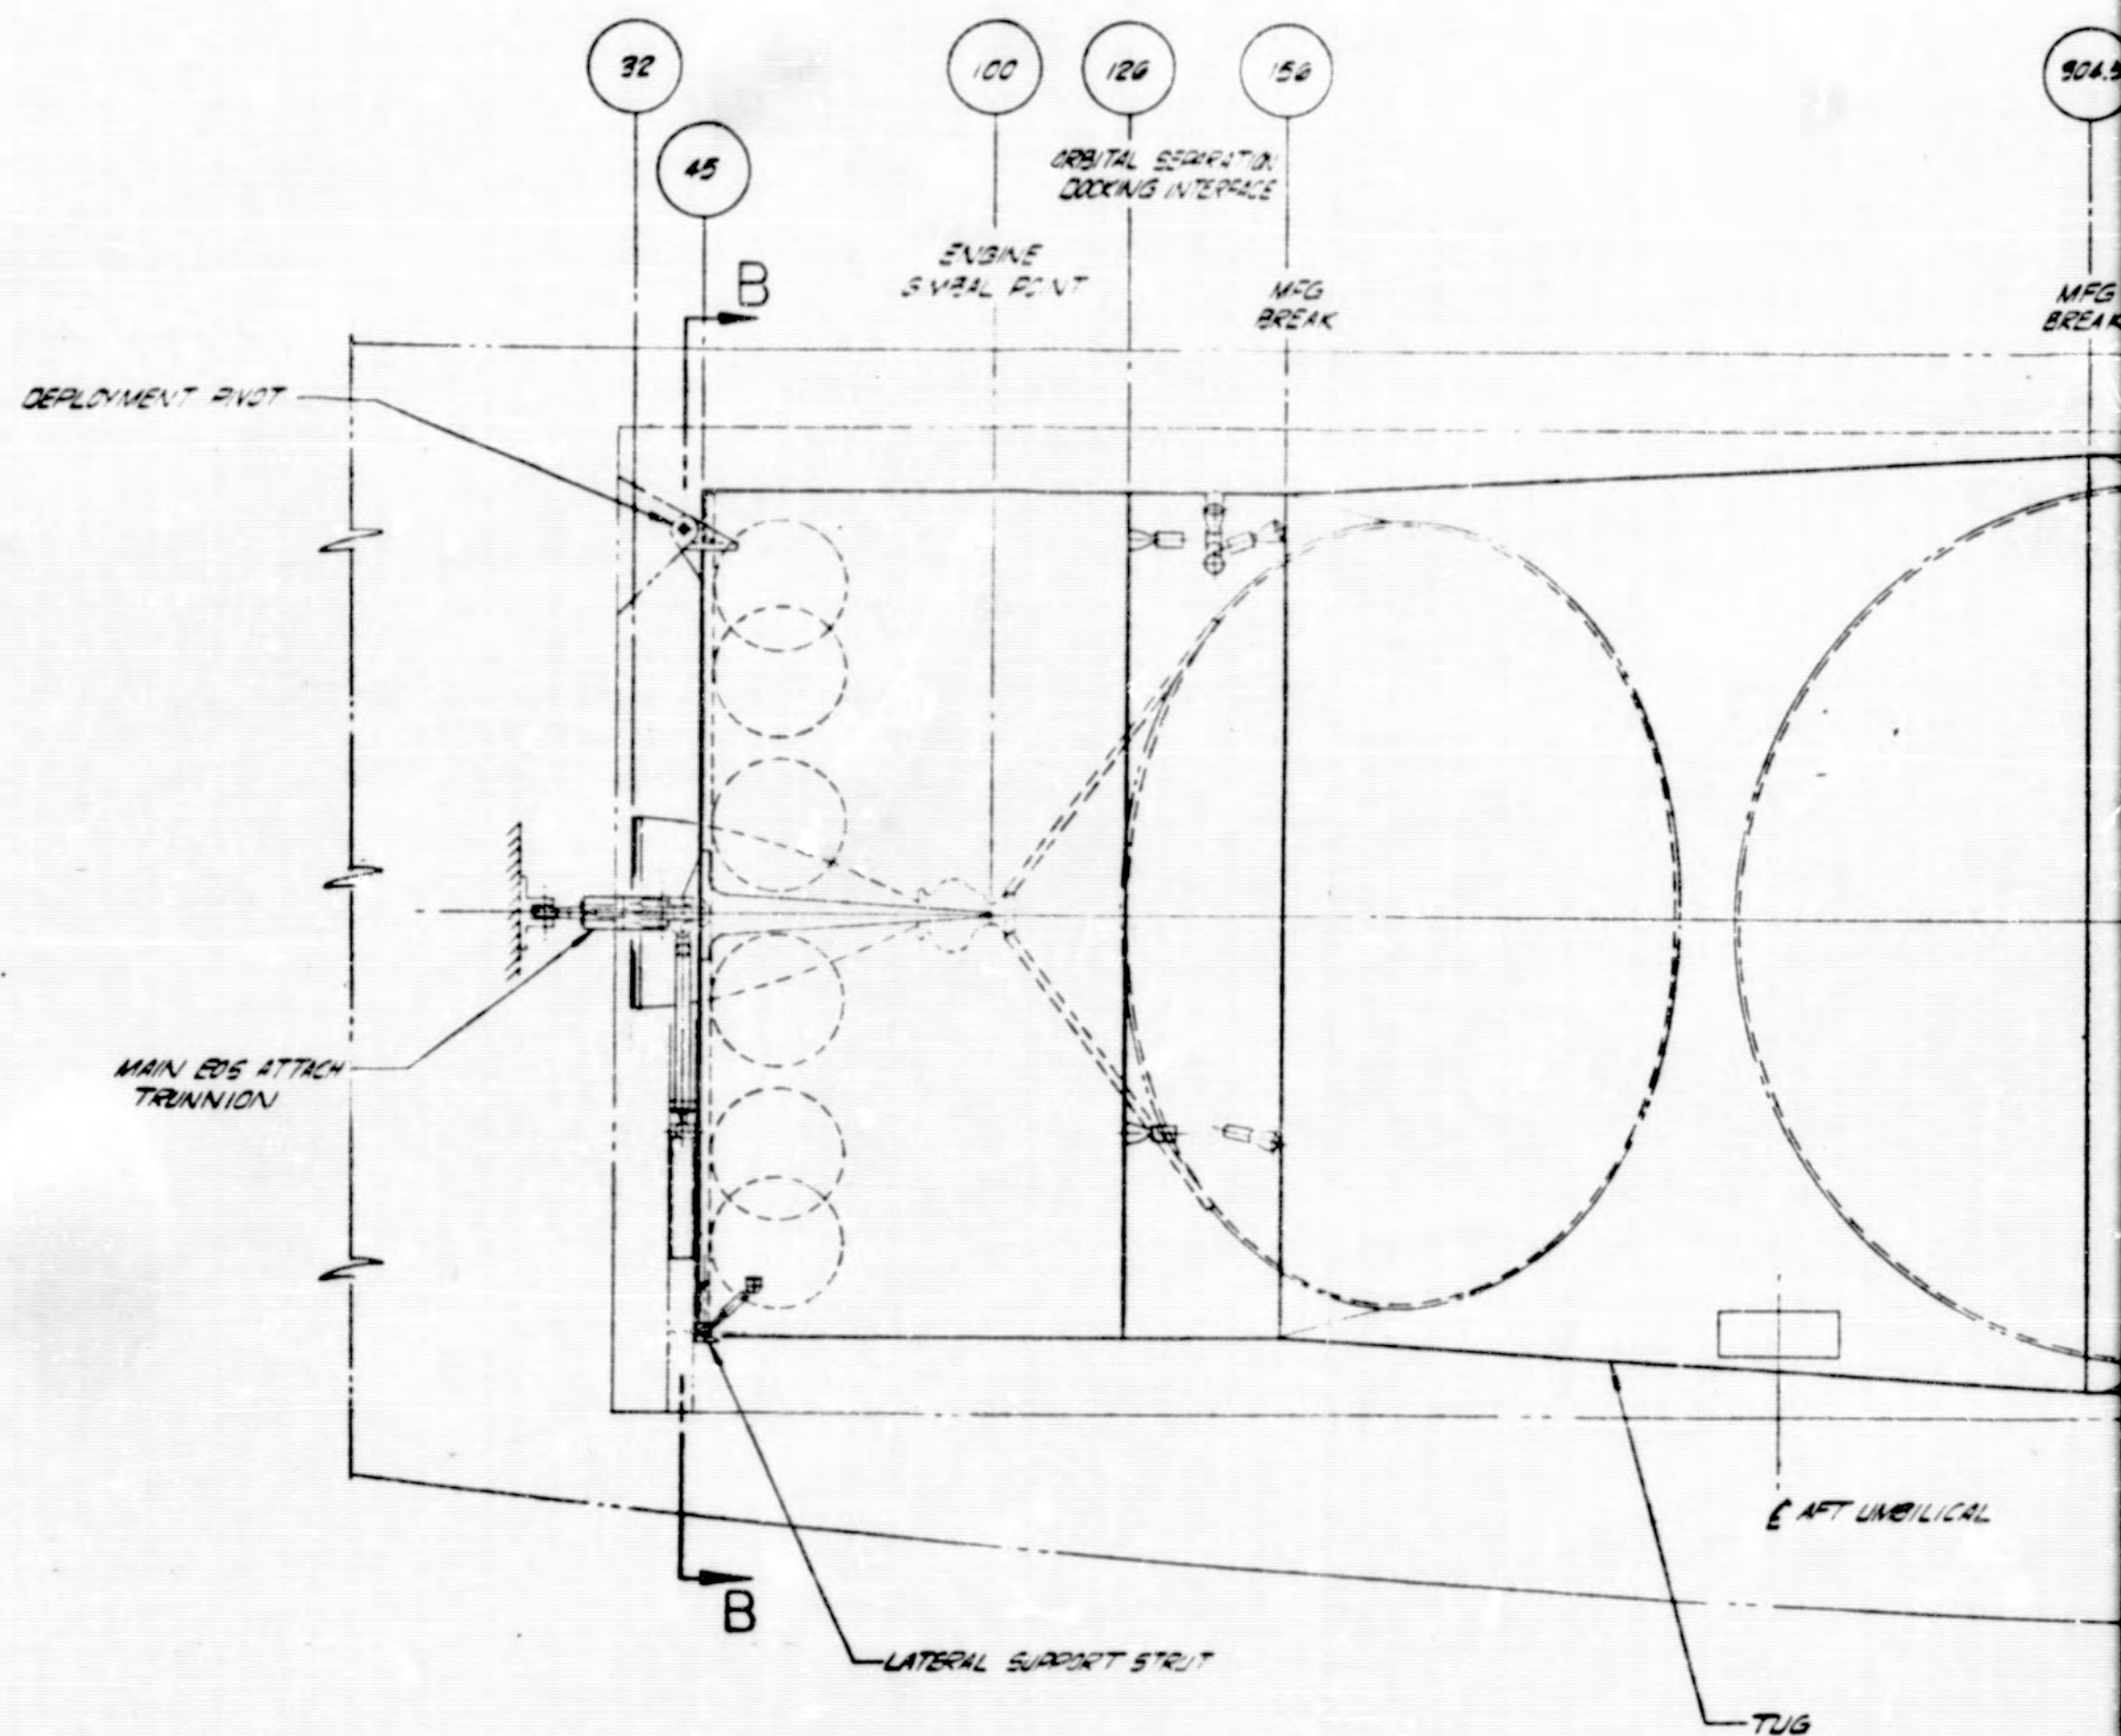 32
100
126
156
45
ORBITAL SEPARATION
DOCKING INTERFACE
ENGINE
GIMBAL POINT
B
MFG
BREAK
MFG
BREAK
DEPLOYMENT PIVOT
MAIN EOS ATTACH
TRUNNION
℄ AFT UMBILICAL
B
LATERAL SUPPORT STRUT
TUG